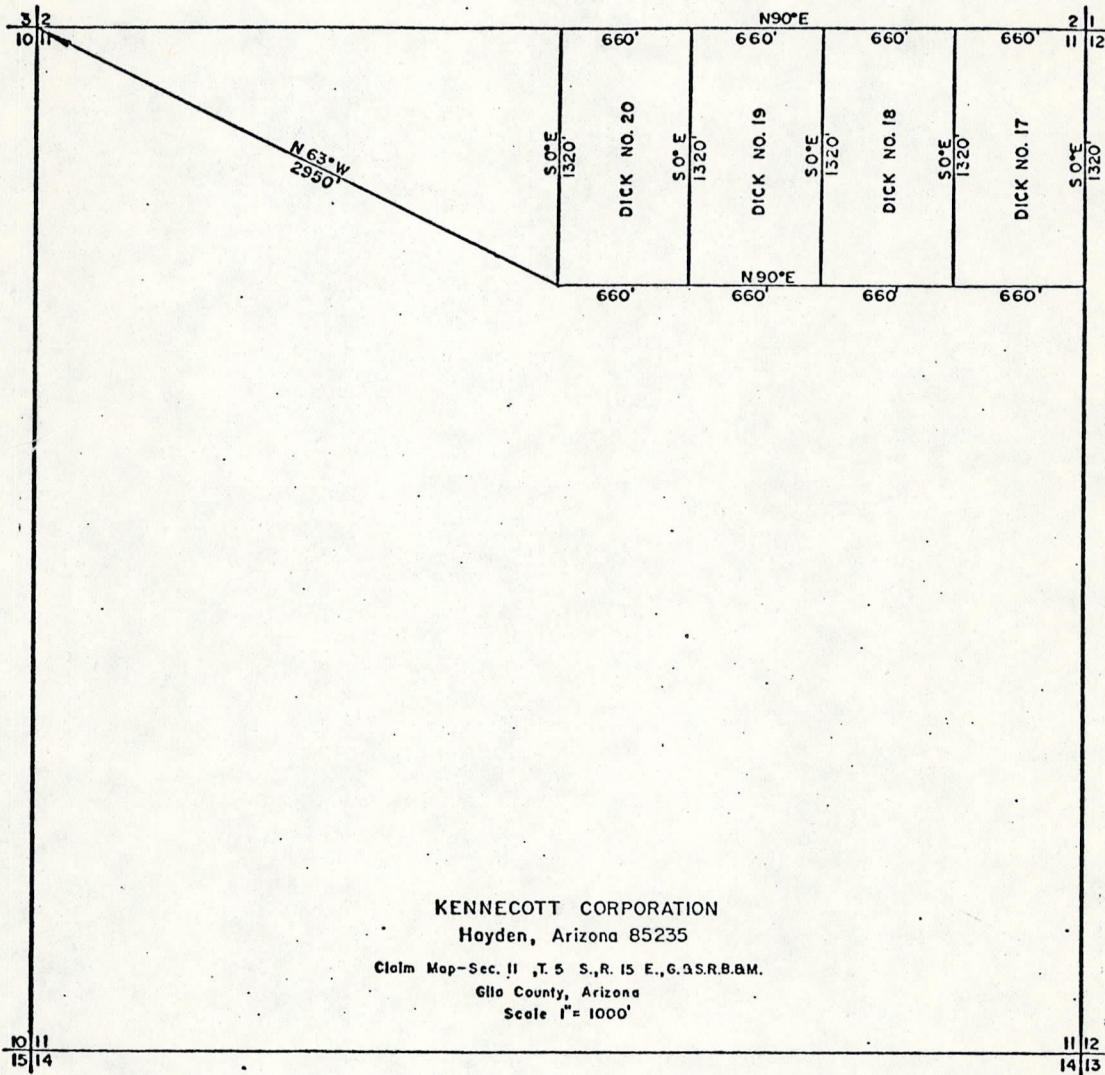 3 2
10 11
N90°E
2 1
11 12
660'
660'
660'
660'
N 63° W
2950'
S 0° E
1320'
DICK NO. 20
S 0° E
1320'
DICK NO. 19
S 0° E
1320'
DICK NO. 18
S 0° E
1320'
DICK NO. 17
S 0° E
1320'
N 90° E
660'
660'
660'
660'
KENNECOTT CORPORATION
Hayden, Arizona 85235
Claim Map-Sec. 11 ,T. 5 S.,R. 15 E.,G.&S.R.B.&M.
Gila County, Arizona
Scale 1"= 1000'
10 11
15 14
11 12
14 13